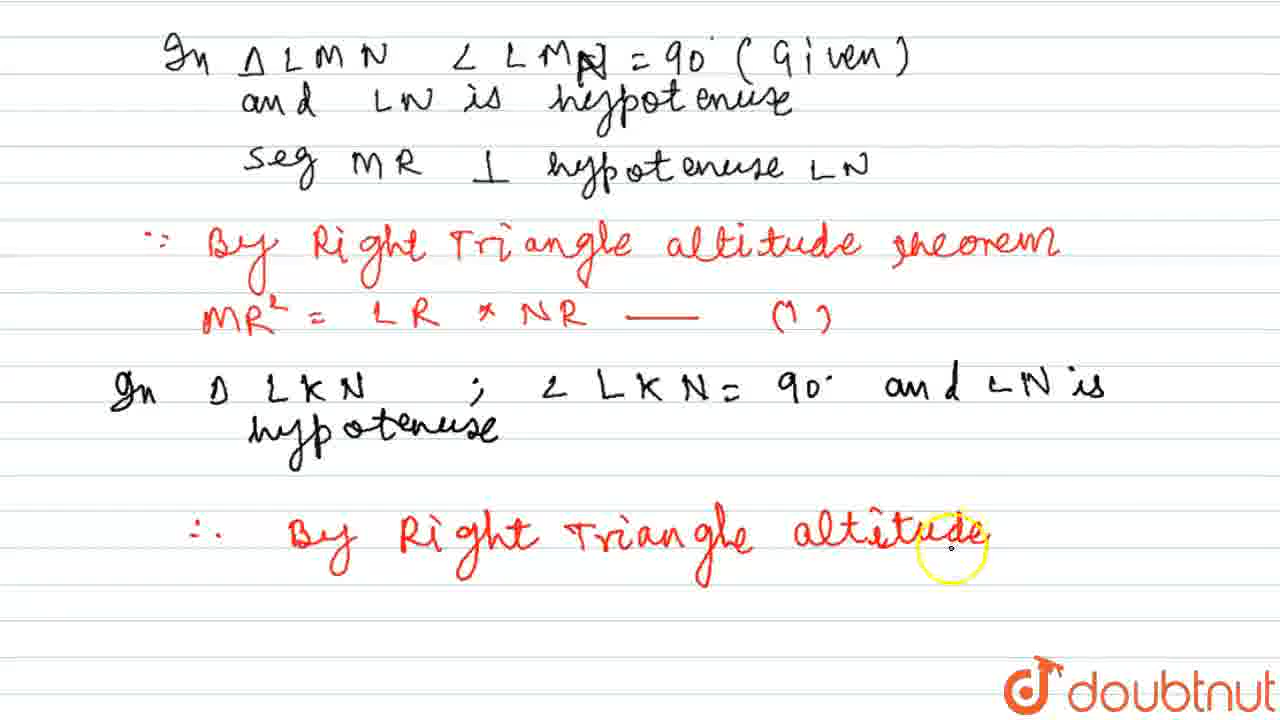 In Δ LMN ∠ LMN = 90° (Given)
and LN is hypotenuse
seg MR ⊥ hypotenuse LN
∵ By Right Triangle altitude theorem
MR² = LR × NR — (1)
In Δ LKN ; ∠ LKN = 90° and LN is
hypotenuse
∴ By Right Triangle altitude
doubtnut